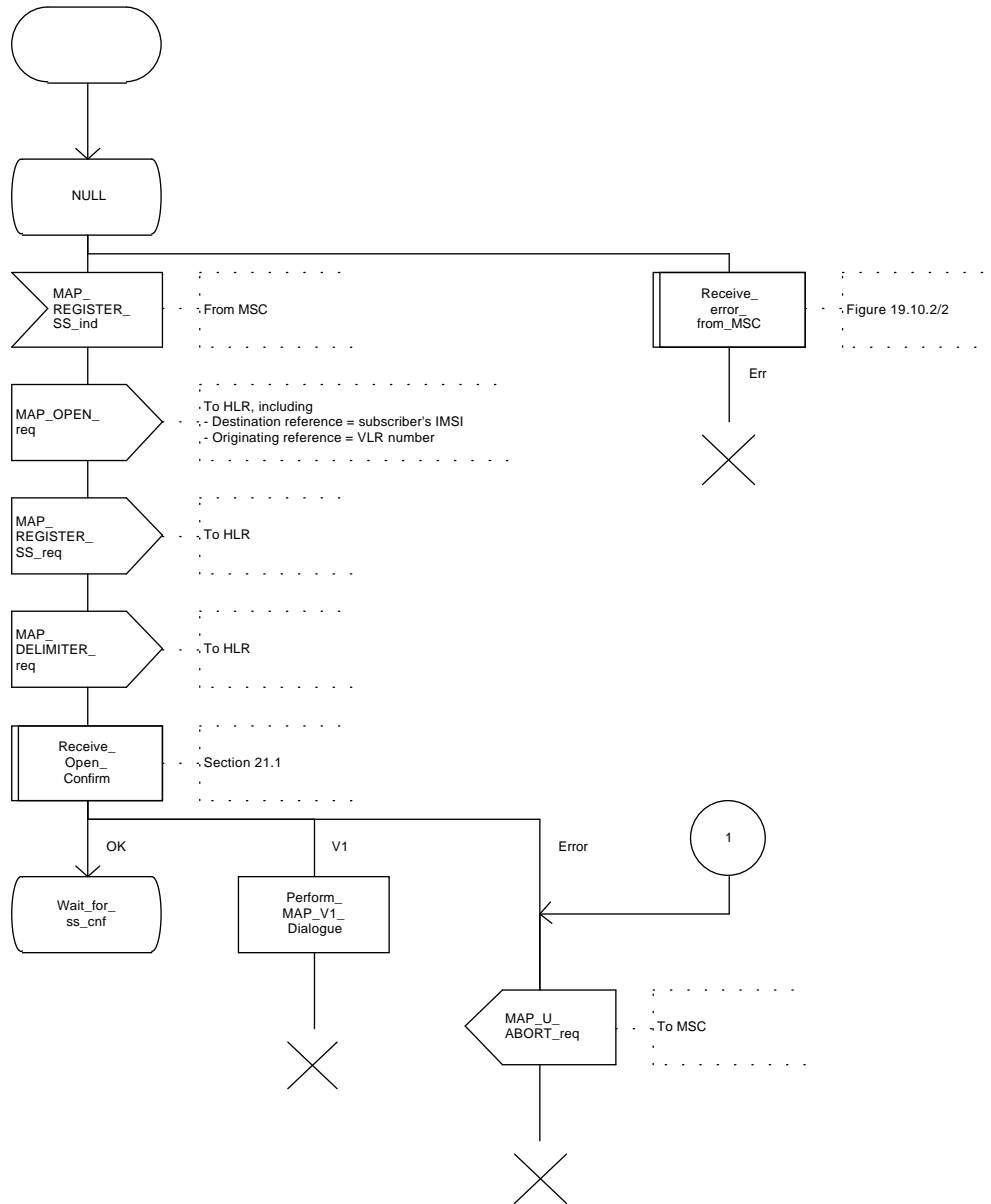 NULL
MAP_
REGISTER_
SS_ind
From MSC
Receive_
error_
from_MSC
Figure 19.10.2/2
Err
MAP_OPEN_
req
To HLR, including
- Destination reference = subscriber's IMSI
- Originating reference = VLR number
MAP_
REGISTER_
SS_req
To HLR
MAP_
DELIMITER_
req
To HLR
Receive_
Open_
Confirm
Section 21.1
OK
V1
Error
1
Wait_for_
ss_cnf
Perform_
MAP_V1_
Dialogue
MAP_U_
ABORT_req
To MSC